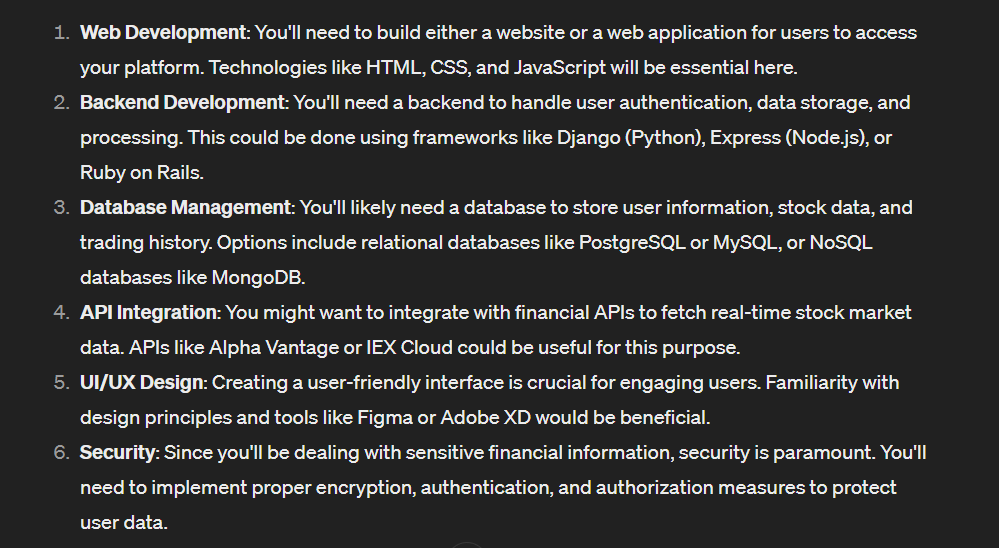 1. Web Development: You'll need to build either a website or a web application for users to access
your platform. Technologies like HTML, CSS, and JavaScript will be essential here.
2. Backend Development: You'll need a backend to handle user authentication, data storage, and
processing. This could be done using frameworks like Django (Python), Express (Node.js), or
Ruby on Rails.
3. Database Management: You'll likely need a database to store user information, stock data, and
trading history. Options include relational databases like PostgreSQL or MySQL, or NoSQL
databases like MongoDB.
4. API Integration: You might want to integrate with financial APIs to fetch real-time stock market
data. APIs like Alpha Vantage or IEX Cloud could be useful for this purpose.
5. UI/UX Design: Creating a user-friendly interface is crucial for engaging users. Familiarity with
design principles and tools like Figma or Adobe XD would be beneficial.
6. Security: Since you'll be dealing with sensitive financial information, security is paramount. You'll
need to implement proper encryption, authentication, and authorization measures to protect
user data.